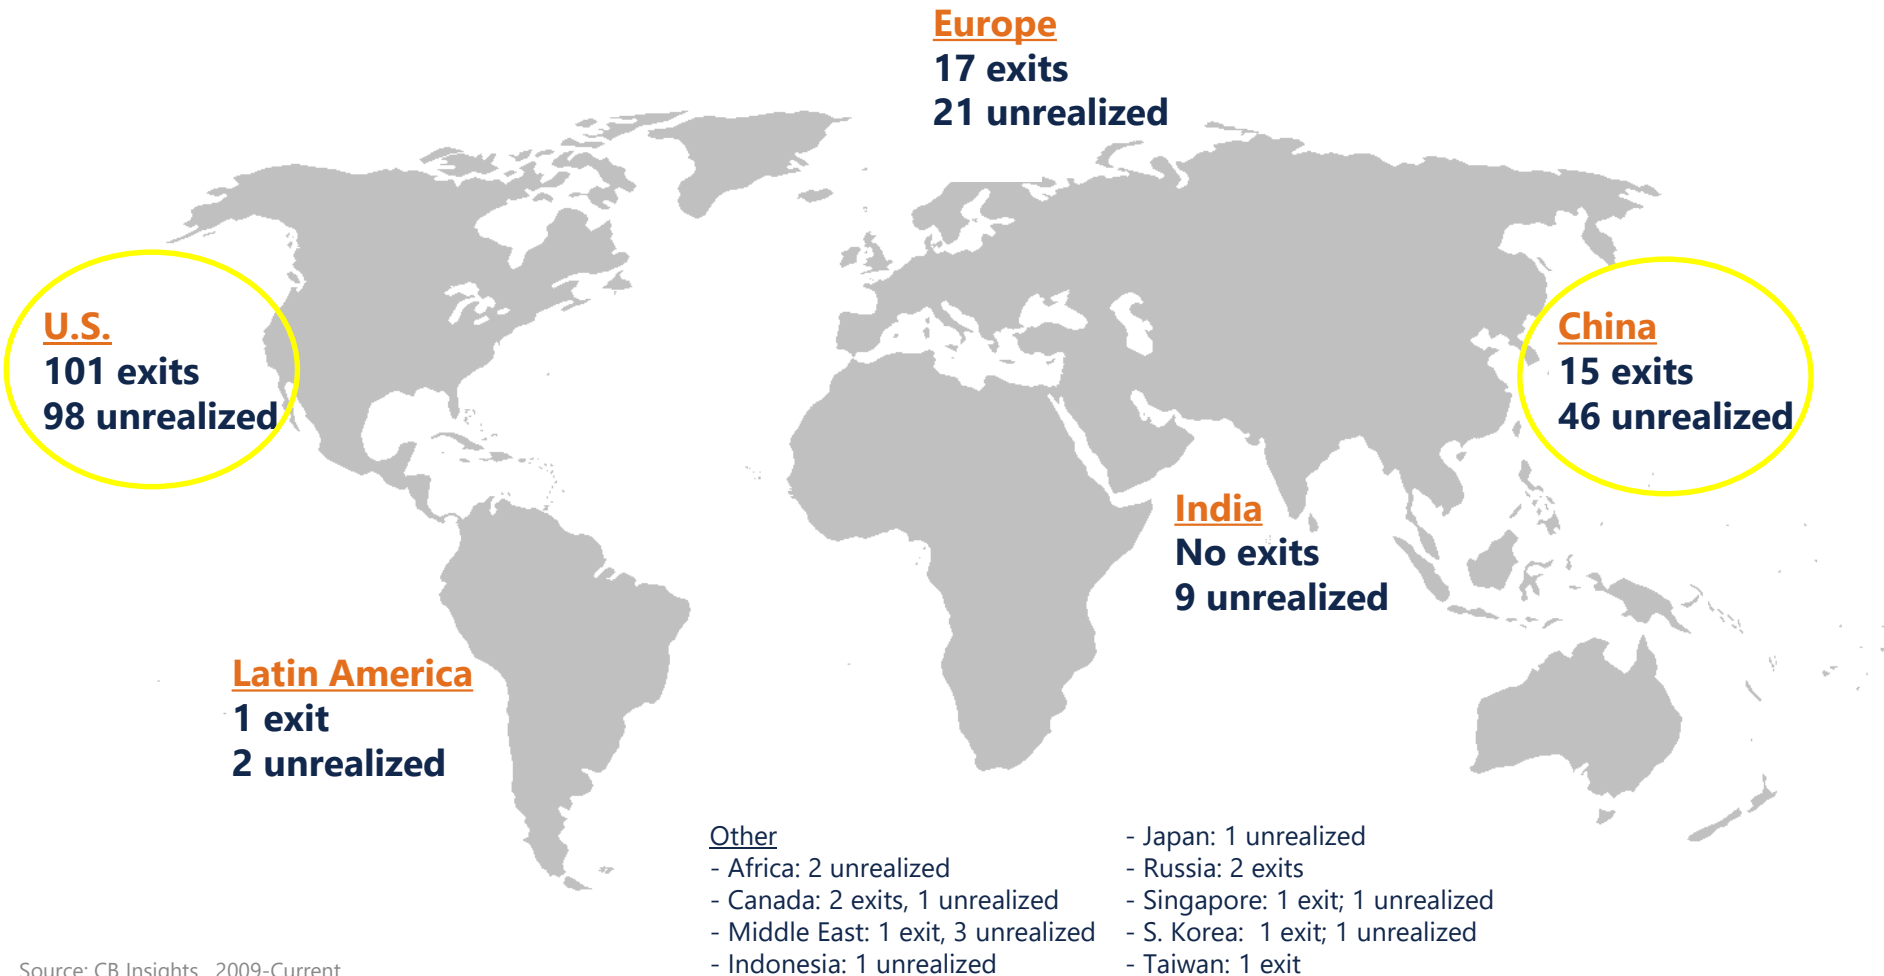 Europe
17 exits
21 unrealized
U.S.
101 exits
98 unrealized
China
15 exits
46 unrealized
India
No exits
9 unrealized
Latin America
1 exit
2 unrealized
Other
- Africa: 2 unrealized
- Canada: 2 exits, 1 unrealized
- Middle East: 1 exit, 3 unrealized
- Indonesia: 1 unrealized
- Japan: 1 unrealized
- Russia: 2 exits
- Singapore: 1 exit; 1 unrealized
- S. Korea:  1 exit; 1 unrealized
- Taiwan: 1 exit
Source: CB Insights, 2009-Current